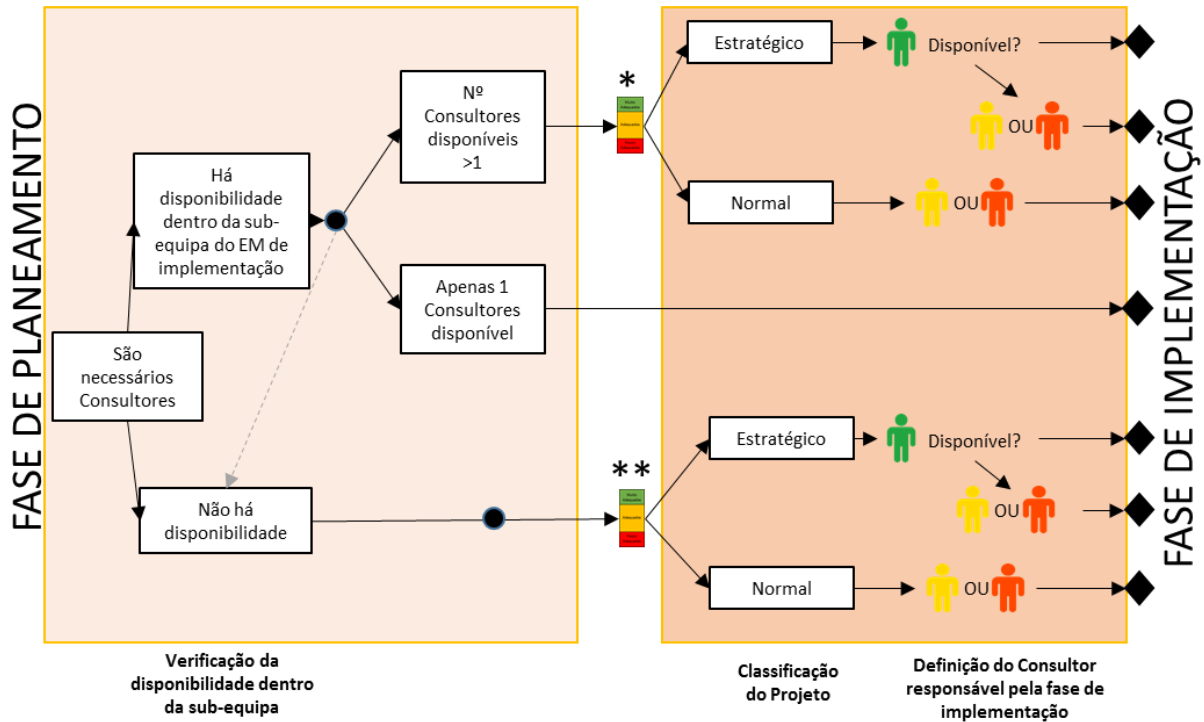 FASE DE PLANEAMENTO
São
necessários
Consultores
Há
disponibilidade
dentro da sub-
equipa do EM de
implementação
Não há
disponibilidade
Nº
Consultores
disponíveis
>1
Apenas 1
Consultores
disponível
*
Estratégico
Disponível?
OU
Normal
OU
**
Estratégico
Disponível?
OU
Normal
OU
FASE DE IMPLEMENTAÇÃO
Verificação da
disponibilidade dentro
da sub-equipa
Classificação
do Projeto
Definição do Consultor
responsável pela fase de
implementação